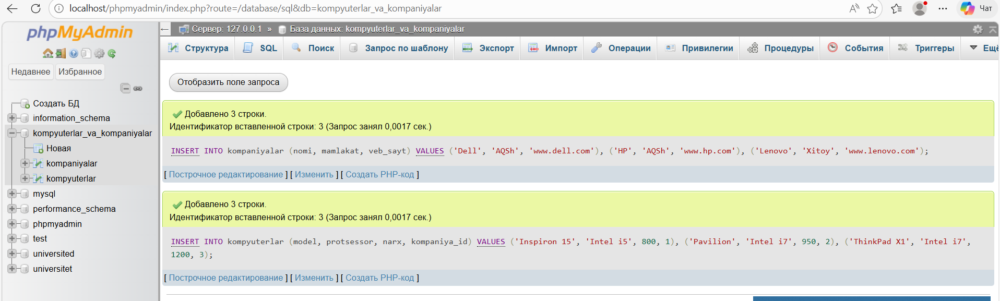 localhost/phpmyadmin/index.php?route=/database/sql&db=kompyuterlar_va_kompaniyalar
Чат
phpMyAdmin
Недавнее Избранное
Создать БД
information_schema
kompyuterlar_va_kompaniyalar
Новая
kompaniyalar
kompyuterlar
mysql
performance_schema
phpmyadmin
test
universited
universitet
Сервер: 127.0.0.1 » База данных: kompyuterlar_va_kompaniyalar
Структура SQL Поиск Запрос по шаблону Экспорт Импорт Операции Привилегии Процедуры События Триггеры Ещё
Отобразить поле запроса
Добавлено 3 строки.
Идентификатор вставленной строки: 3 (Запрос занял 0,0017 сек.)
INSERT INTO kompaniyalar (nomi, mamlakat, veb_sayt) VALUES ('Dell', 'AQSh', 'www.dell.com'), ('HP', 'AQSh', 'www.hp.com'), ('Lenovo', 'Xitoy', 'www.lenovo.com');
[ Построчное редактирование ] [ Изменить ] [ Создать PHP-код ]
Добавлено 3 строки.
Идентификатор вставленной строки: 3 (Запрос занял 0,0017 сек.)
INSERT INTO kompyuterlar (model, protsessor, narx, kompaniya_id) VALUES ('Inspiron 15', 'Intel i5', 800, 1), ('Pavilion', 'Intel i7', 950, 2), ('ThinkPad X1', 'Intel i7',
1200, 3);
[ Построчное редактирование ] [ Изменить ] [ Создать PHP-код ]